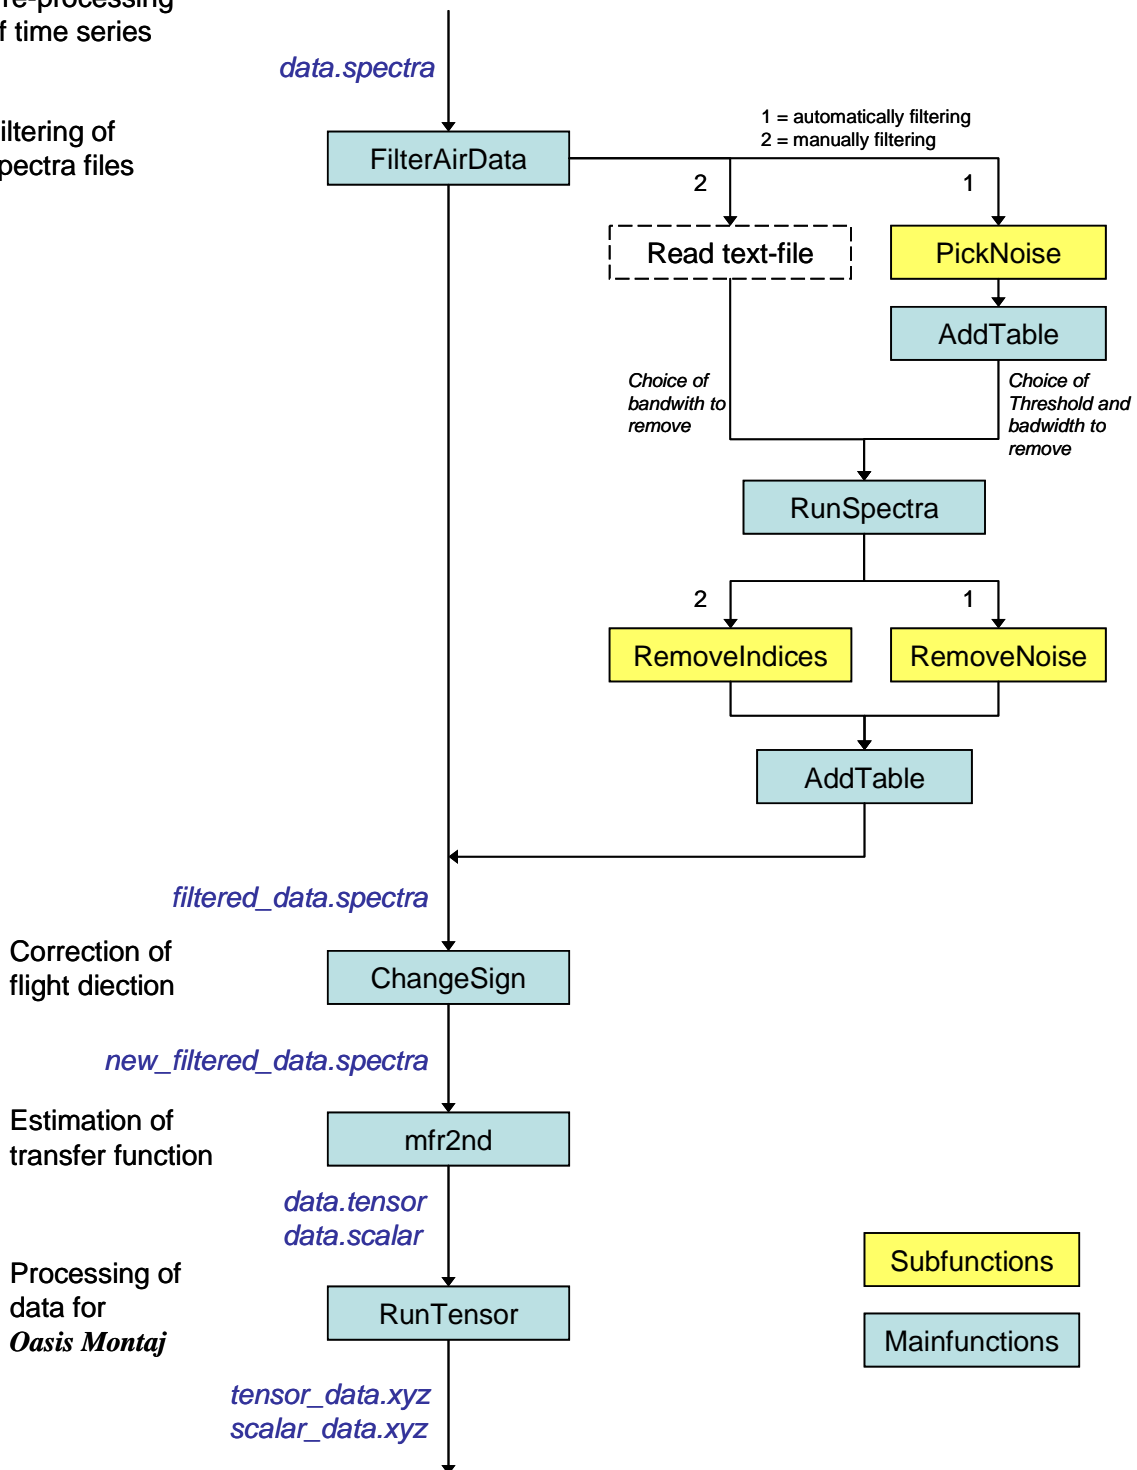 re-processing
f time series
data.spectra
iltering of
pectra files
FilterAirData
1 = automatically filtering
2 = manually filtering
2
1
Read text-file
PickNoise
AddTable
Choice of
bandwith to
remove
Choice of
Threshold and
badwidth to
remove
RunSpectra
2
1
RemoveIndices
RemoveNoise
AddTable
filtered_data.spectra
Correction of
flight diection
ChangeSign
new_filtered_data.spectra
Estimation of
transfer function
mfr2nd
data.tensor
data.scalar
Processing of
data for
Oasis Montaj
RunTensor
Subfunctions
Mainfunctions
tensor_data.xyz
scalar_data.xyz